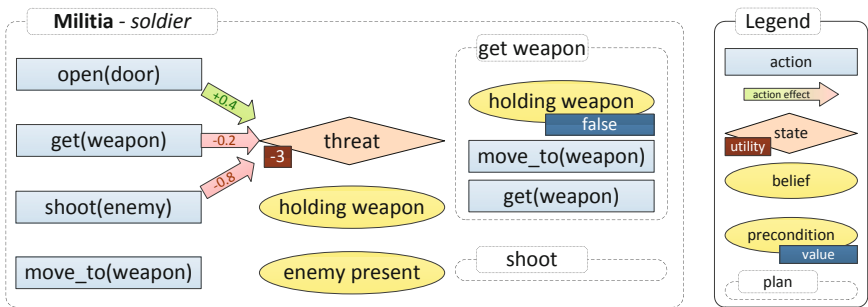 Militia - soldier
open(door)
+0.4
get(weapon)
-0.2
threat
-3
-0.8
shoot(enemy)
holding weapon
move_to(weapon)
enemy present
get weapon
holding weapon
false
move_to(weapon)
get(weapon)
shoot
Legend
action
action effect
state
utility
belief
precondition
value
plan